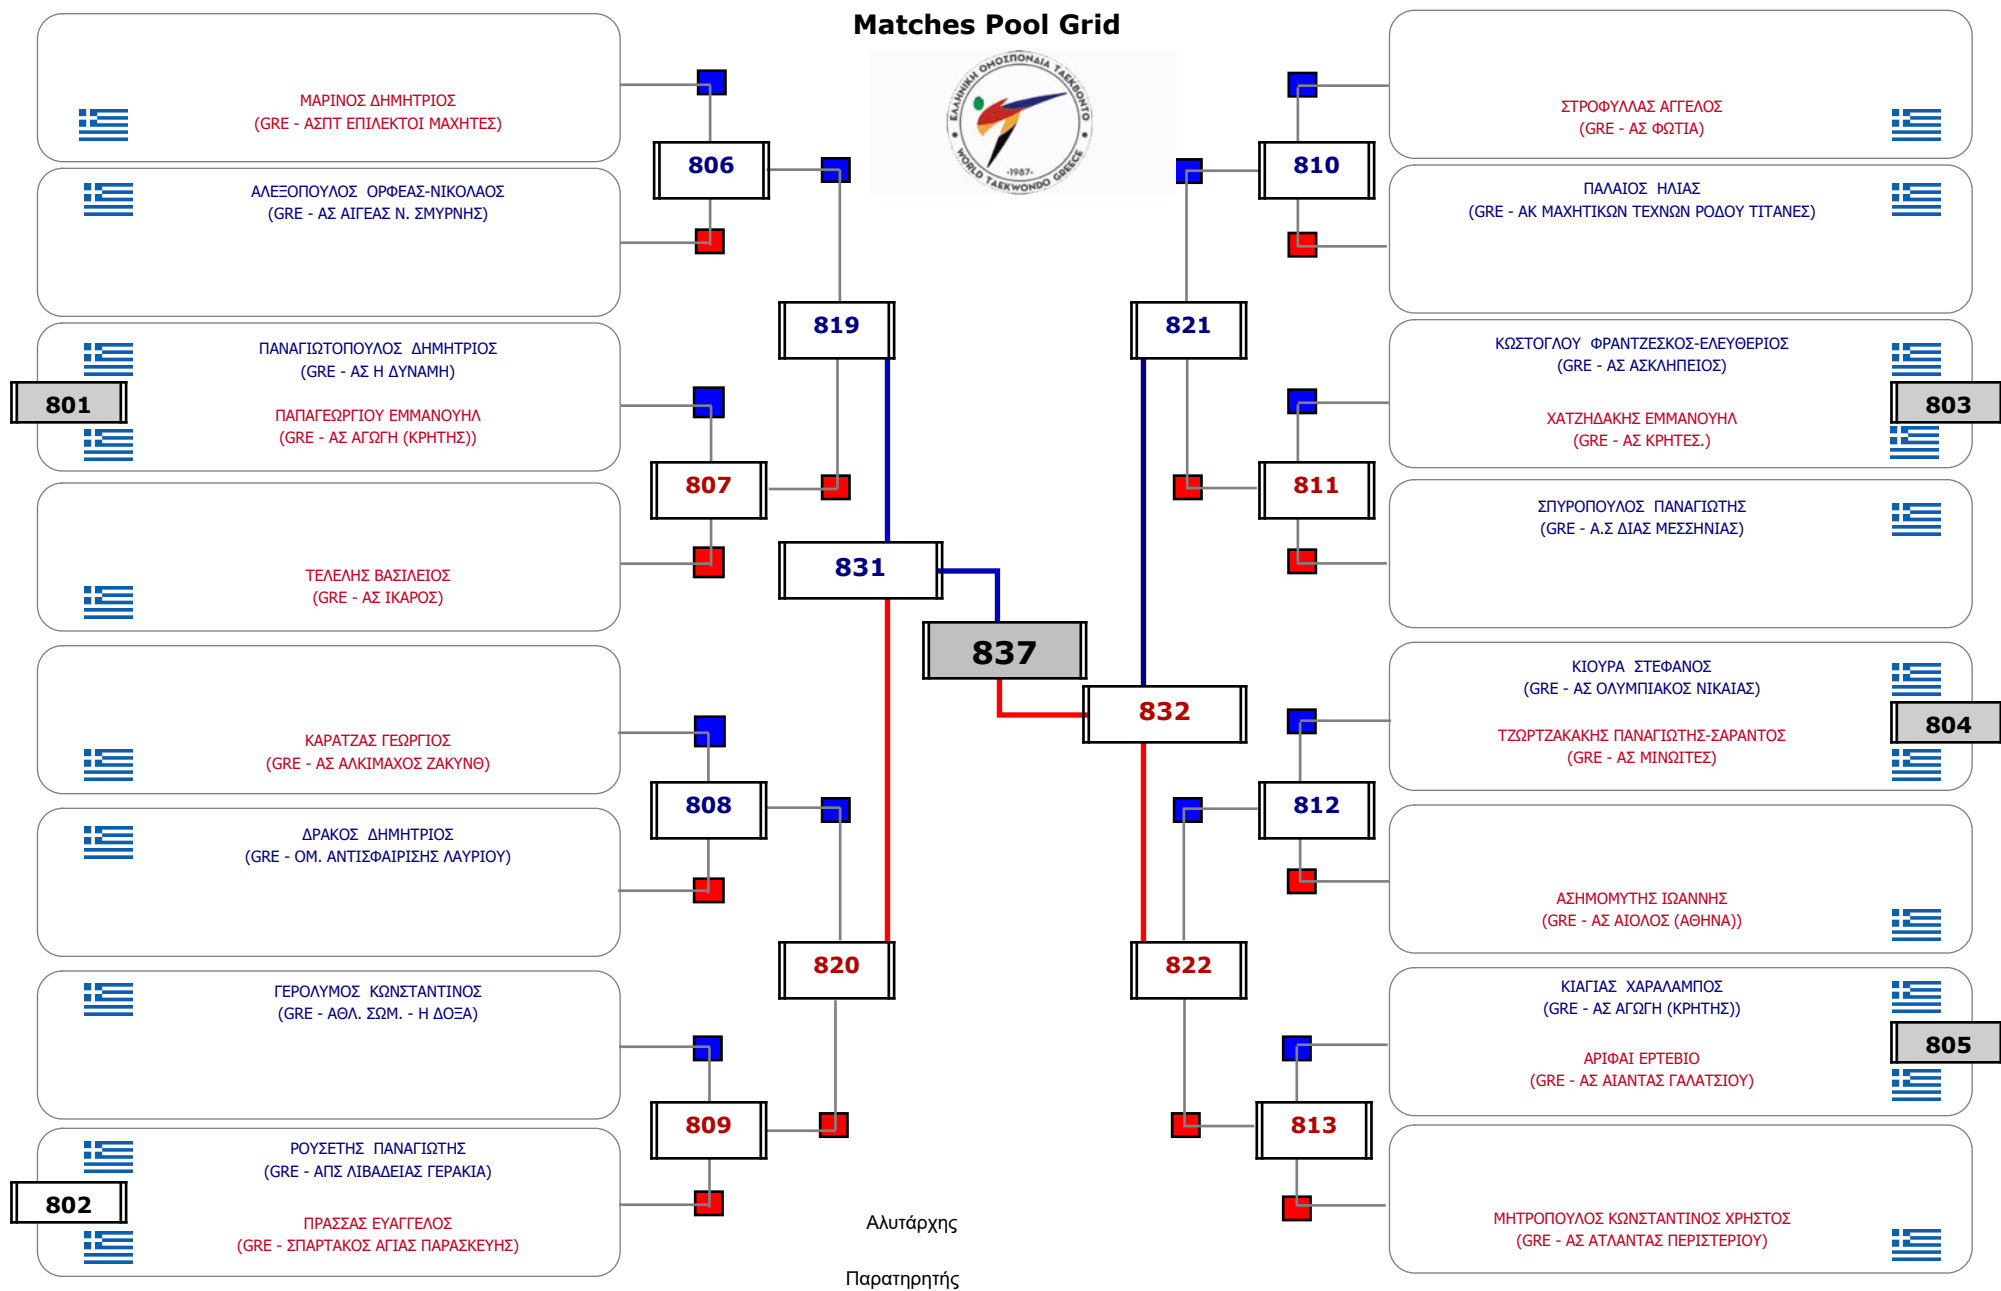 Matches Pool Grid
ΕΛΛΗΝΙΚΗ ΟΜΟΣΠΟΝΔΙΑ ΤΑΕΚΒΟΝΤΟ
WORLD TAEKWONDO GREECE
-1987-
ΜΑΡΙΝΟΣ ΔΗΜΗΤΡΙΟΣ
(GRE - ΑΣΠΤ ΕΠΙΛΕΚΤΟΙ ΜΑΧΗΤΕΣ)
806
ΑΛΕΞΟΠΟΥΛΟΣ ΟΡΦΕΑΣ-ΝΙΚΟΛΑΟΣ
(GRE - ΑΣ ΑΙΓΕΑΣ Ν. ΣΜΥΡΝΗΣ)
819
ΠΑΝΑΓΙΩΤΟΠΟΥΛΟΣ ΔΗΜΗΤΡΙΟΣ
(GRE - ΑΣ Η ΔΥΝΑΜΗ)
801
ΠΑΠΑΓΕΩΡΓΙΟΥ ΕΜΜΑΝΟΥΗΛ
(GRE - ΑΣ ΑΓΩΓΗ (ΚΡΗΤΗΣ))
807
ΤΕΛΕΛΗΣ ΒΑΣΙΛΕΙΟΣ
(GRE - ΑΣ ΙΚΑΡΟΣ)
831
837
832
ΚΑΡΑΤΖΑΣ ΓΕΩΡΓΙΟΣ
(GRE - ΑΣ ΑΛΚΙΜΑΧΟΣ ΖΑΚΥΝΘ)
808
ΔΡΑΚΟΣ ΔΗΜΗΤΡΙΟΣ
(GRE - ΟΜ. ΑΝΤΙΣΦΑΙΡΙΣΗΣ ΛΑΥΡΙΟΥ)
820
ΓΕΡΟΛΥΜΟΣ ΚΩΝΣΤΑΝΤΙΝΟΣ
(GRE - ΑΘΛ. ΣΩΜ. - Η ΔΟΞΑ)
809
ΡΟΥΣΕΤΗΣ ΠΑΝΑΓΙΩΤΗΣ
(GRE - ΑΠΣ ΛΙΒΑΔΕΙΑΣ ΓΕΡΑΚΙΑ)
802
ΠΡΑΣΣΑΣ ΕΥΑΓΓΕΛΟΣ
(GRE - ΣΠΑΡΤΑΚΟΣ ΑΓΙΑΣ ΠΑΡΑΣΚΕΥΗΣ)
ΣΤΡΟΦΥΛΛΑΣ ΑΓΓΕΛΟΣ
(GRE - ΑΣ ΦΩΤΙΑ)
810
ΠΑΛΑΙΟΣ ΗΛΙΑΣ
(GRE - ΑΚ ΜΑΧΗΤΙΚΩΝ ΤΕΧΝΩΝ ΡΟΔΟΥ ΤΙΤΑΝΕΣ)
821
ΚΩΣΤΟΓΛΟΥ ΦΡΑΝΤΖΕΣΚΟΣ-ΕΛΕΥΘΕΡΙΟΣ
(GRE - ΑΣ ΑΣΚΛΗΠΕΙΟΣ)
803
ΧΑΤΖΗΔΑΚΗΣ ΕΜΜΑΝΟΥΗΛ
(GRE - ΑΣ ΚΡΗΤΕΣ.)
811
ΣΠΥΡΟΠΟΥΛΟΣ ΠΑΝΑΓΙΩΤΗΣ
(GRE - Α.Σ ΔΙΑΣ ΜΕΣΣΗΝΙΑΣ)
ΚΙΟΥΡΑ ΣΤΕΦΑΝΟΣ
(GRE - ΑΣ ΟΛΥΜΠΙΑΚΟΣ ΝΙΚΑΙΑΣ)
804
ΤΖΩΡΤΖΑΚΑΚΗΣ ΠΑΝΑΓΙΩΤΗΣ-ΣΑΡΑΝΤΟΣ
(GRE - ΑΣ ΜΙΝΩΙΤΕΣ)
812
ΑΣΗΜΟΜΥΤΗΣ ΙΩΑΝΝΗΣ
(GRE - ΑΣ ΑΙΟΛΟΣ (ΑΘΗΝΑ))
822
ΚΙΑΓΙΑΣ ΧΑΡΑΛΑΜΠΟΣ
(GRE - ΑΣ ΑΓΩΓΗ (ΚΡΗΤΗΣ))
805
ΑΡΙΦΑΙ ΕΡΤΕΒΙΟ
(GRE - ΑΣ ΑΙΑΝΤΑΣ ΓΑΛΑΤΣΙΟΥ)
813
ΜΗΤΡΟΠΟΥΛΟΣ ΚΩΝΣΤΑΝΤΙΝΟΣ ΧΡΗΣΤΟΣ
(GRE - ΑΣ ΑΤΛΑΝΤΑΣ ΠΕΡΙΣΤΕΡΙΟΥ)
Αλυτάρχης
Παρατηρητής